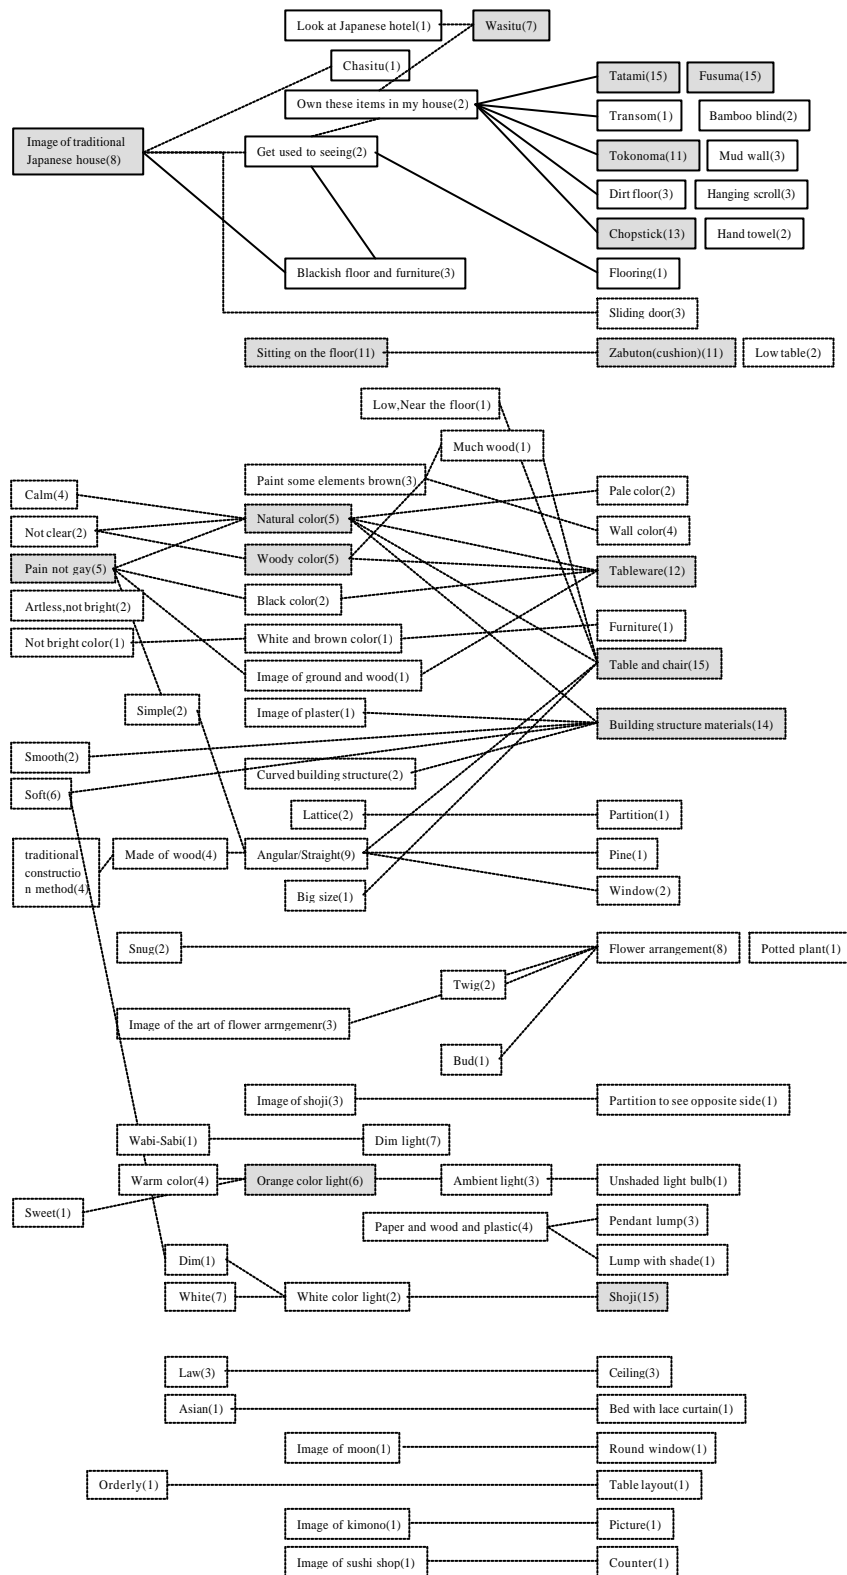 Look at Japanese hotel(1)
Wasitu(7)
Chasitu(1)
Tatami(15)
Fusuma(15)
Own these items in my house(2)
Transom(1)
Bamboo blind(2)
Image of traditional
Japanese house(8)
Get used to seeing(2)
Tokonoma(11)
Mud wall(3)
Dirt floor(3)
Hanging scroll(3)
Chopstick(13)
Hand towel(2)
Blackish floor and furniture(3)
Flooring(1)
Sliding door(3)
Sitting on the floor(11)
Zabuton(cushion)(11)
Low table(2)
Low,Near the floor(1)
Much wood(1)
Paint some elements brown(3)
Calm(4)
Pale color(2)
Natural color(5)
Not clear(2)
Wall color(4)
Woody color(5)
Pain not gay(5)
Tableware(12)
Black color(2)
Artless,not bright(2)
Furniture(1)
Not bright color(1)
White and brown color(1)
Table and chair(15)
Image of ground and wood(1)
Simple(2)
Image of plaster(1)
Building structure materials(14)
Smooth(2)
Curved building structure(2)
Soft(6)
Lattice(2)
Partition(1)
traditional
constructio
n method(4)
Made of wood(4)
Angular/Straight(9)
Pine(1)
Big size(1)
Window(2)
Snug(2)
Flower arrangement(8)
Potted plant(1)
Twig(2)
Image of the art of flower arrngemenr(3)
Bud(1)
Image of shoji(3)
Partition to see opposite side(1)
Wabi-Sabi(1)
Dim light(7)
Warm color(4)
Orange color light(6)
Ambient light(3)
Unshaded light bulb(1)
Sweet(1)
Paper and wood and plastic(4)
Pendant lump(3)
Dim(1)
Lump with shade(1)
White(7)
White color light(2)
Shoji(15)
Law(3)
Ceiling(3)
Asian(1)
Bed with lace curtain(1)
Image of moon(1)
Round window(1)
Orderly(1)
Table layout(1)
Image of kimono(1)
Picture(1)
Image of sushi shop(1)
Counter(1)